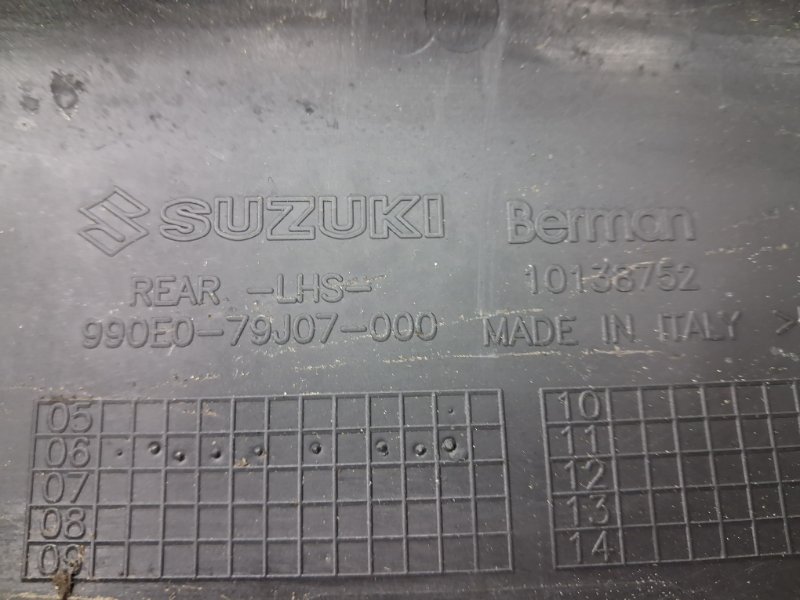 SUZUKI Berman
REAR -LHS- 10138752
990E0-79J07-000 MADE IN ITALY >
05 10
06 11
07 12
08 13
09 14